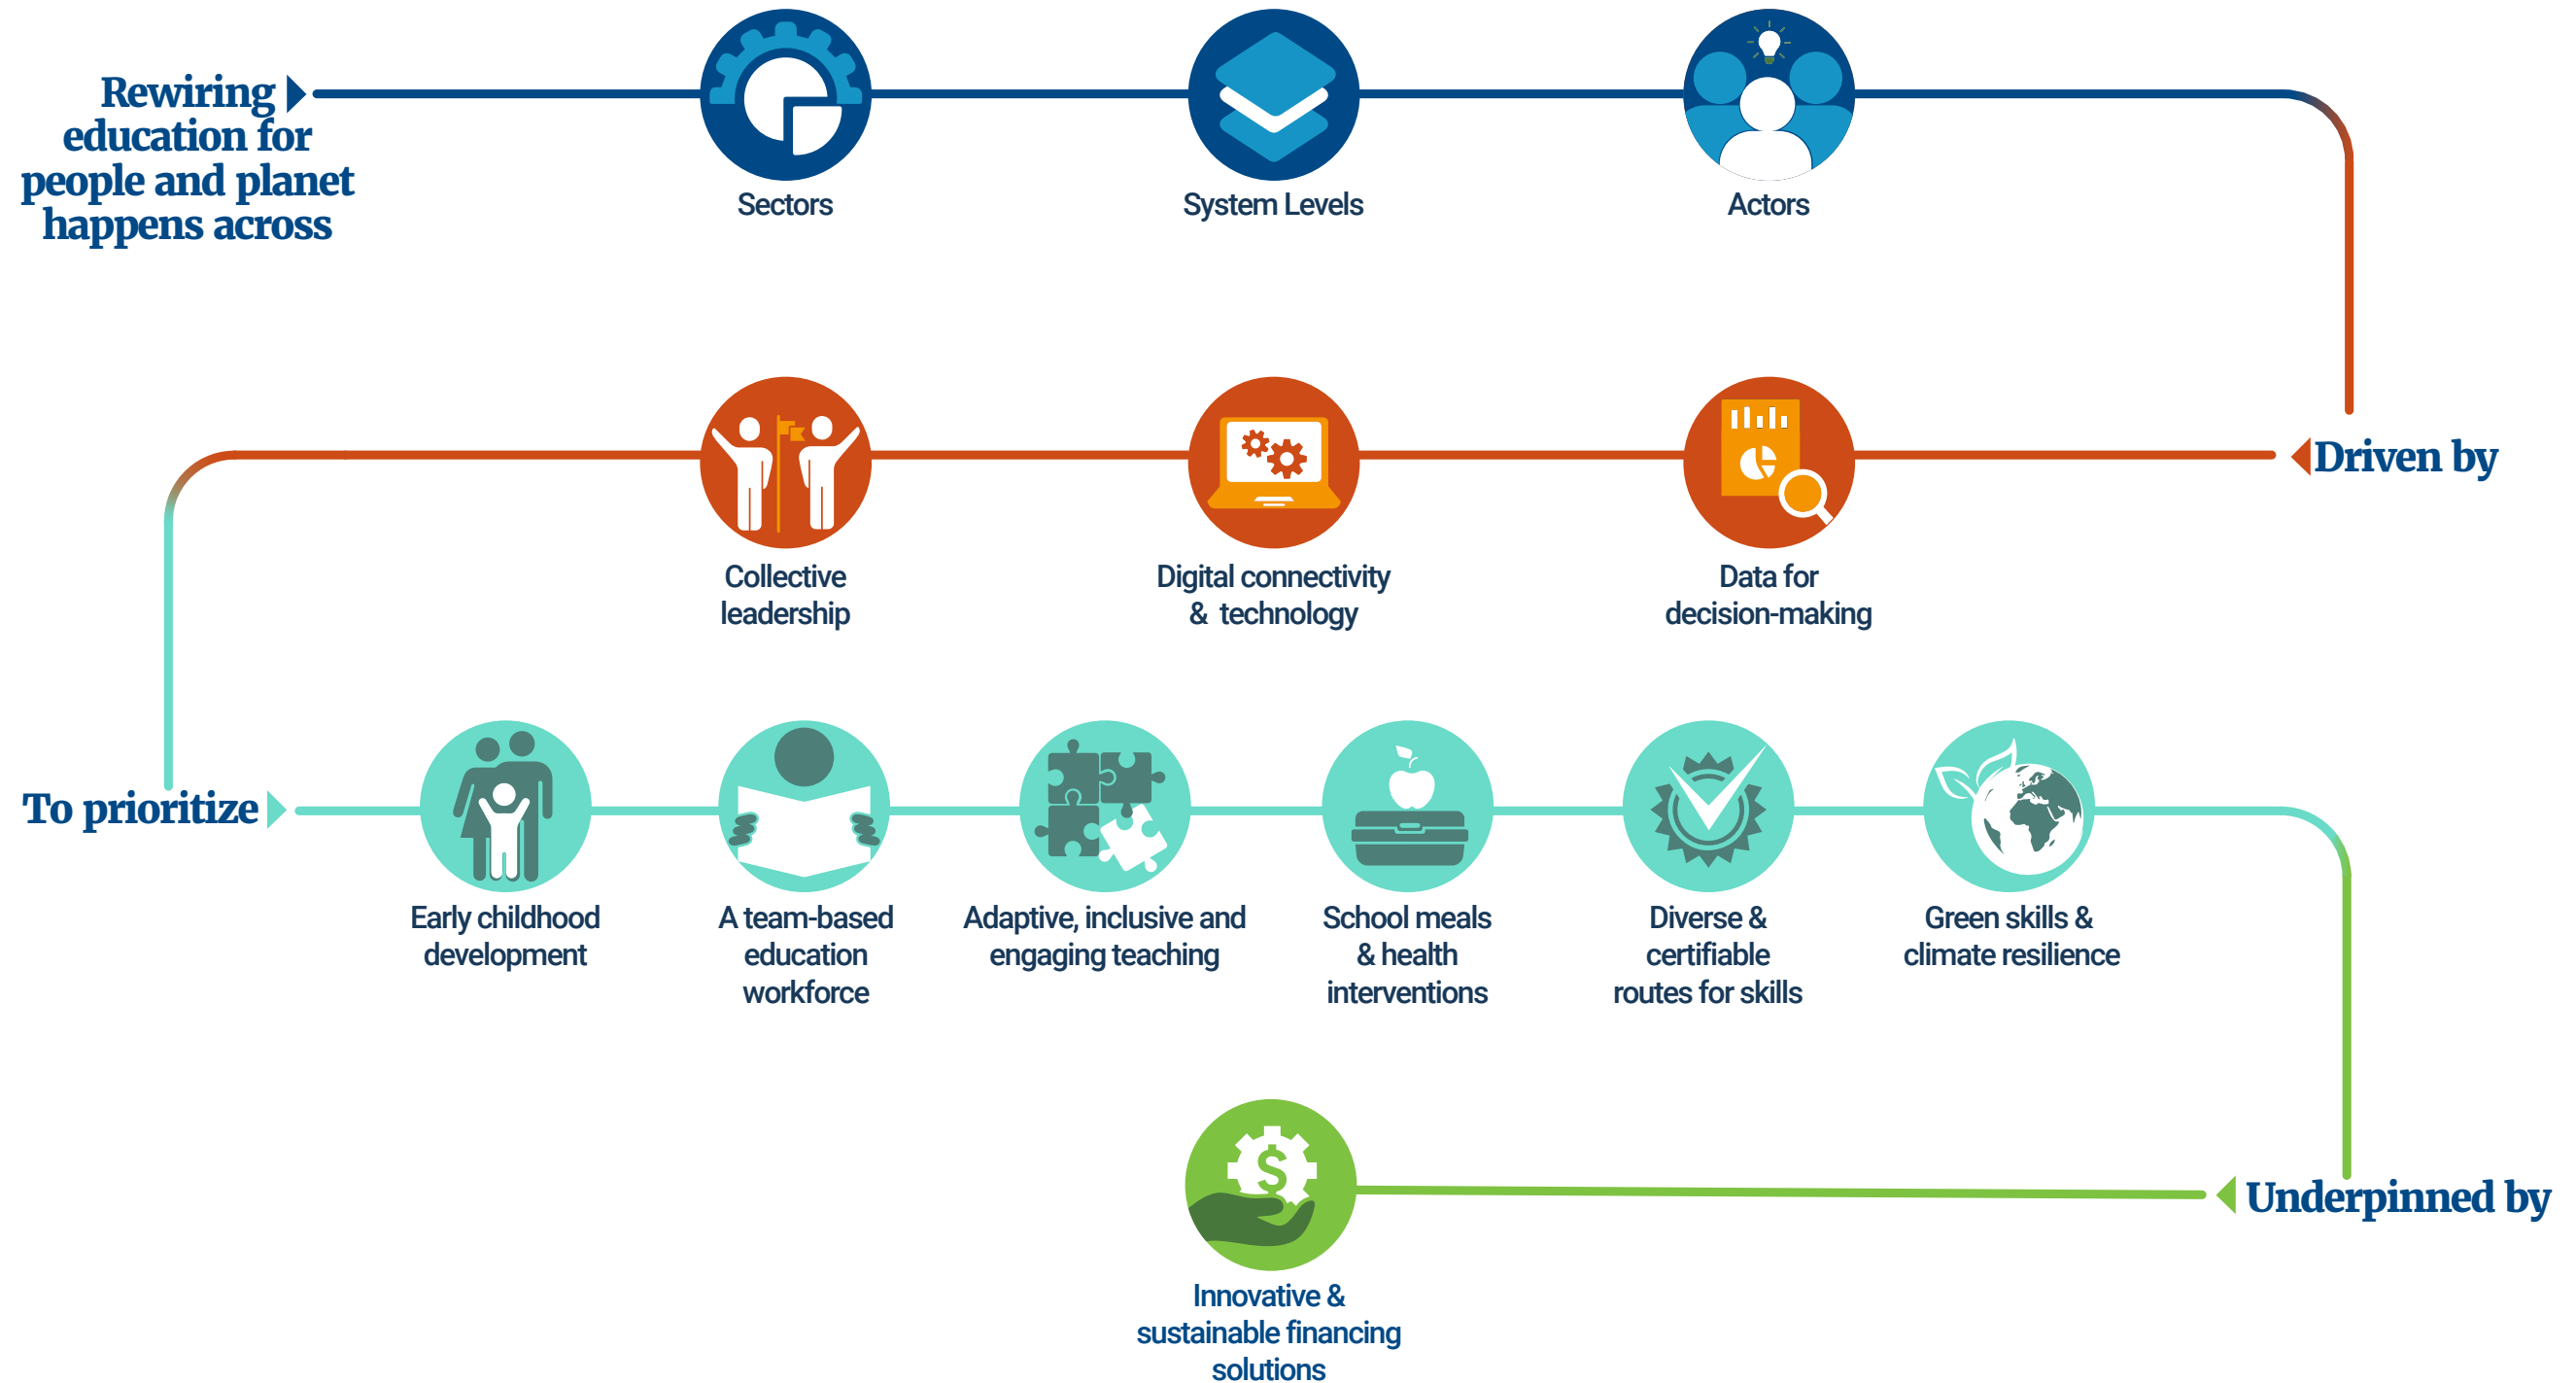 Rewiring
education for
people and planet
happens across
Sectors
System Levels
Actors
Driven by
Collective
leadership
Digital connectivity
& technology
Data for
decision-making
To prioritize
Early childhood
development
A team-based
education
workforce
Adaptive, inclusive and
engaging teaching
School meals
& health
interventions
Diverse &
certifiable
routes for skills
Green skills &
climate resilience
Underpinned by
$
Innovative &
sustainable financing
solutions